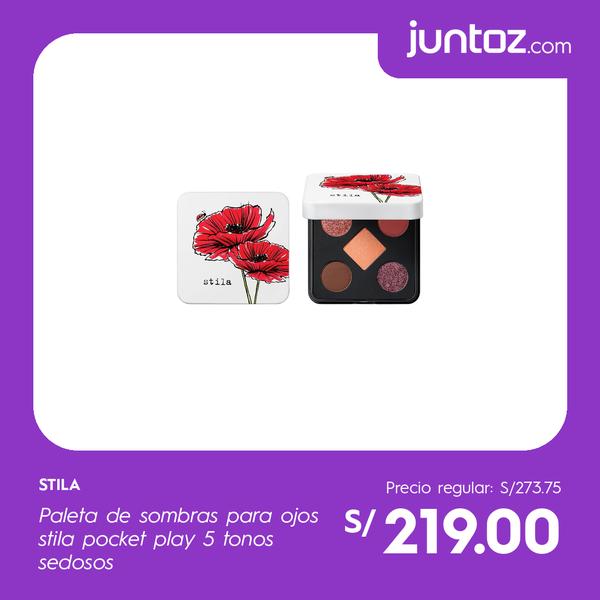 juntoz.com
stila
stila
STILA
Paleta de sombras para ojos
stila pocket play 5 tonos
sedosos
Precio regular: S/273.75
S/219.00